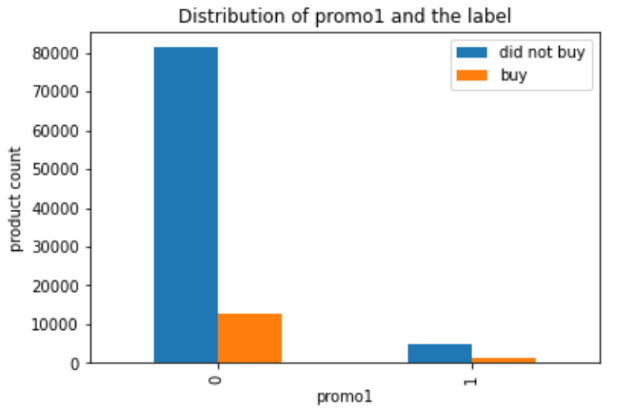 Distribution of promo1 and the label
did not buy
buy
80000
70000
60000
50000
40000
30000
20000
10000
0
product count
0
1
promo1